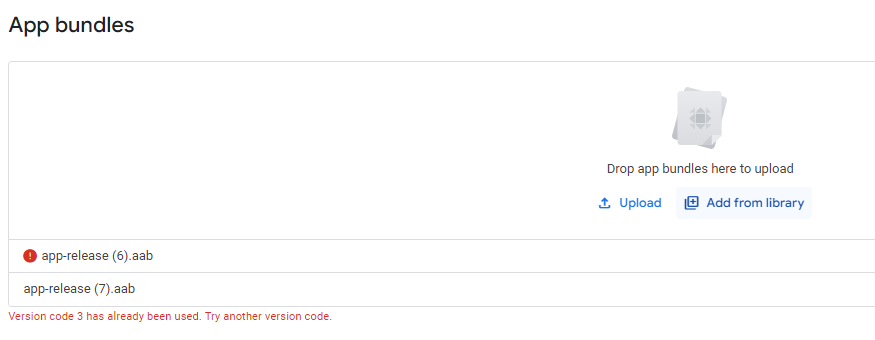 App bundles
Drop app bundles here to upload
Upload
Add from library
app-release (6).aab
app-release (7).aab
Version code 3 has already been used. Try another version code.